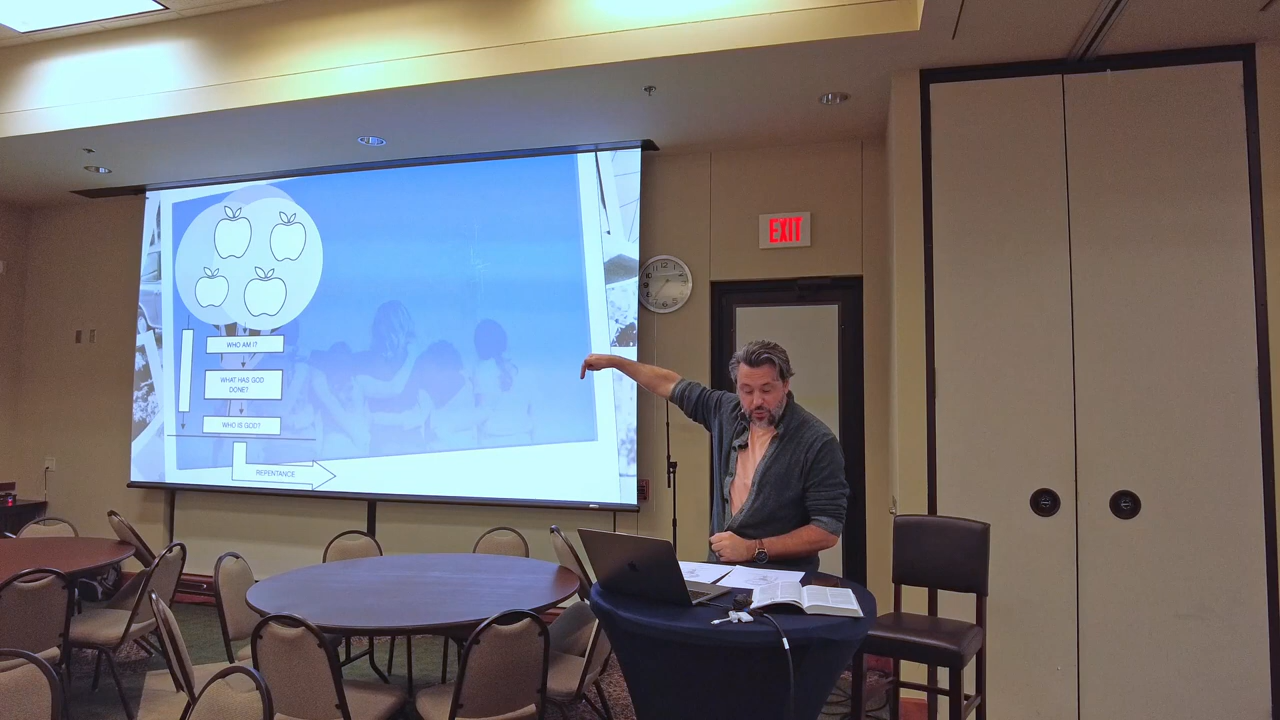 EXIT
WHO AM I?
WHAT HAS GOD
DONE?
WHO IS GOD?
REPENTANCE